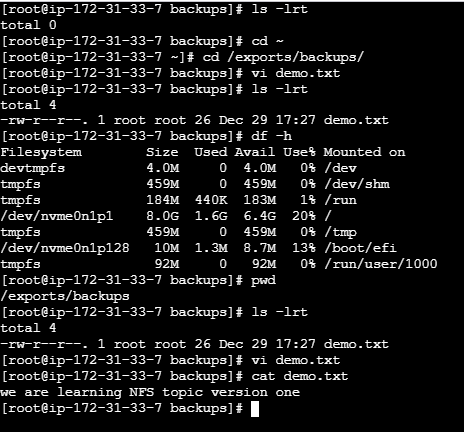 [root@ip-172-31-33-7 backups]# ls -lrt
total 0
[root@ip-172-31-33-7 backups]# cd ~
[root@ip-172-31-33-7 ~]# cd /exports/backups/
[root@ip-172-31-33-7 backups]# vi demo.txt
[root@ip-172-31-33-7 backups]# ls -lrt
total 4
-rw-r--r--. 1 root root 26 Dec 29 17:27 demo.txt
[root@ip-172-31-33-7 backups]# df -h
Filesystem        Size  Used Avail Use% Mounted on
devtmpfs          4.0M     0  4.0M   0% /dev
tmpfs             459M     0  459M   0% /dev/shm
tmpfs             184M  440K  183M   1% /run
/dev/nvme0n1p1    8.0G  1.6G  6.4G  20% /
tmpfs             459M     0  459M   0% /tmp
/dev/nvme0n1p128   10M  1.3M  8.7M  13% /boot/efi
tmpfs              92M     0   92M   0% /run/user/1000
[root@ip-172-31-33-7 backups]# pwd
/exports/backups
[root@ip-172-31-33-7 backups]# ls -lrt
total 4
-rw-r--r--. 1 root root 26 Dec 29 17:27 demo.txt
[root@ip-172-31-33-7 backups]# vi demo.txt
[root@ip-172-31-33-7 backups]# cat demo.txt
we are learning NFS topic version one
[root@ip-172-31-33-7 backups]#